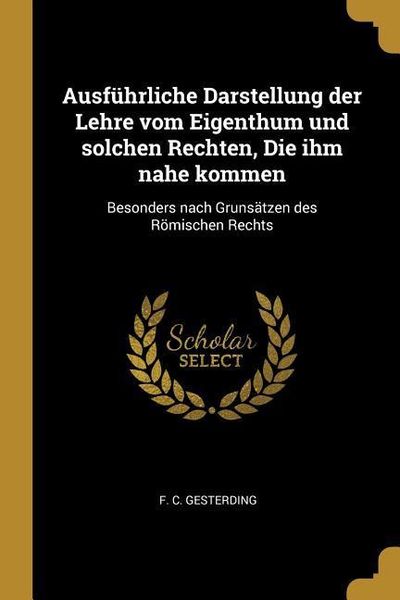 Ausführliche Darstellung der
Lehre vom Eigenthum und
solchen Rechten, Die ihm
nahe kommen
Besonders nach Grunsätzen des
Römischen Rechts
Scholar
SELECT
F. C. GESTERDING